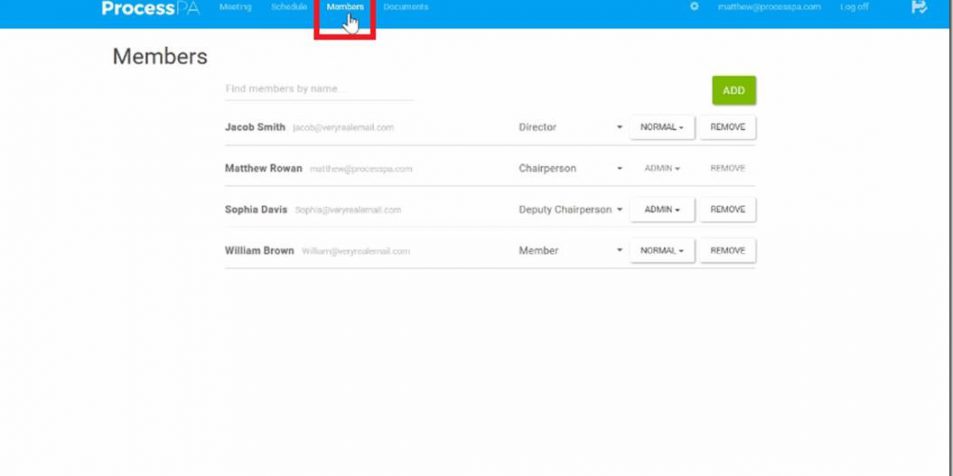 ProcessPA Meeting Schedule Members Documents matthew@processpa.com Log off
Members
Find members by name... ADD
Jacob Smith jacob@veryrealemail.com Director NORMAL REMOVE
Matthew Rowan matthew@processpa.com Chairperson ADMIN REMOVE
Sophia Davis Sophia@veryrealemail.com Deputy Chairperson ADMIN REMOVE
William Brown William@veryrealemail.com Member NORMAL REMOVE